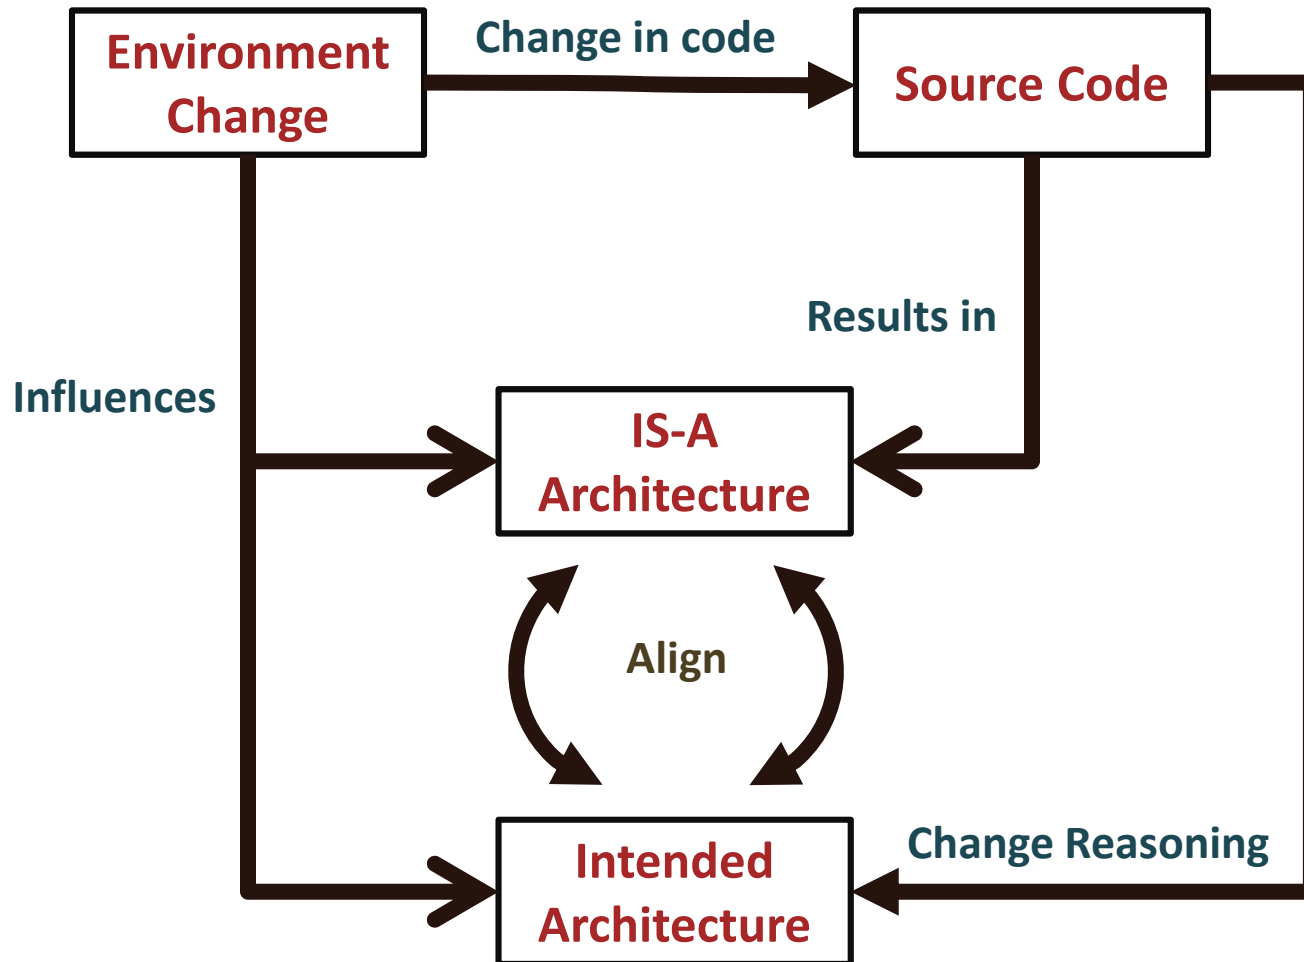 Environment
Change
Change in code
Source Code
Results in
Influences
IS-A
Architecture
Align
Intended
Architecture
Change Reasoning